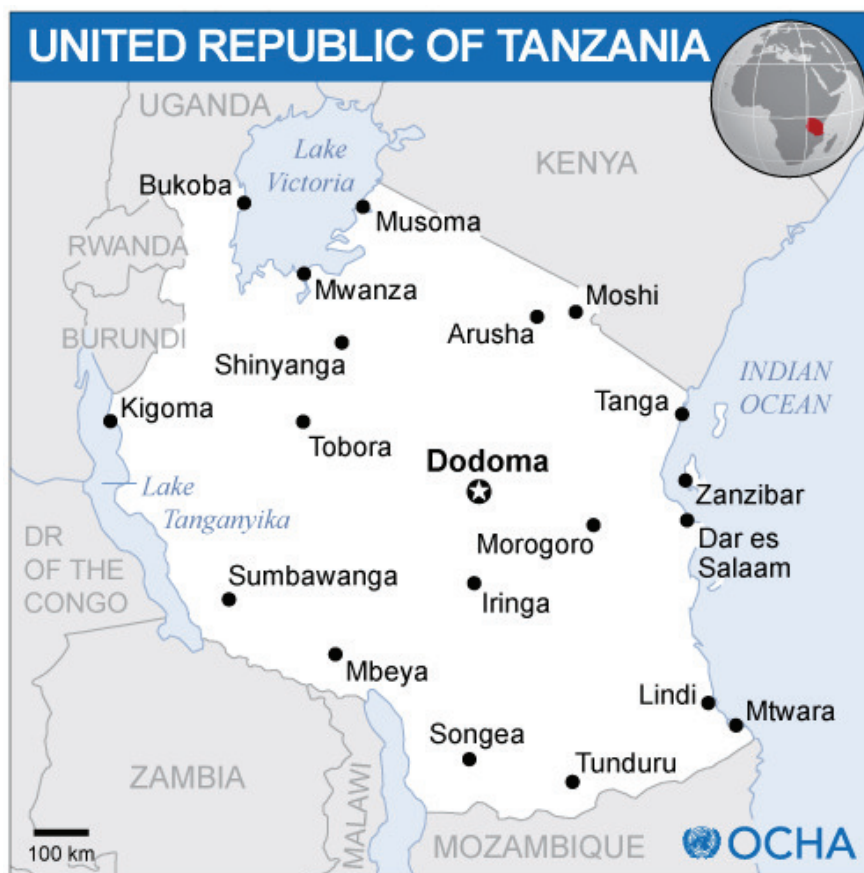 UNITED REPUBLIC OF TANZANIA
UGANDA
Lake
Victoria
KENYA
Bukoba
Musoma
RWANDA
Mwanza
Moshi
Arusha
BURUNDI
Shinyanga
INDIAN
OCEAN
Tanga
Kigoma
Tobora
Dodoma
Lake
Tanganyika
Zanzibar
Morogoro
Dar es
Salaam
DR
OF THE
CONGO
Sumbawanga
Iringa
Mbeya
Lindi
Mtwara
Songea
Tunduru
ZAMBIA
MALAWI
MOZAMBIQUE
100 km
OCHA